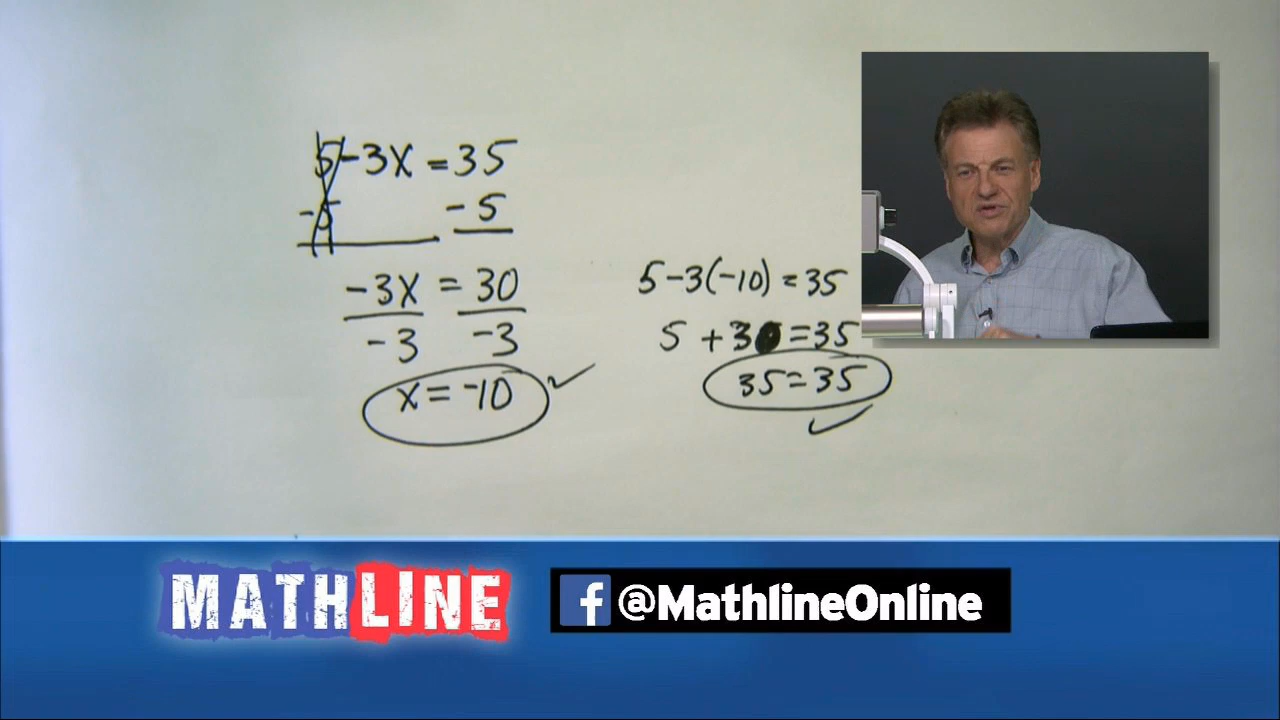 5-3x=35
-5 -5
-3x = 30
-3 -3
x = -10
5-3(-10)=35
5 +30=35
35=35
MATHLINE
f @MathlineOnline